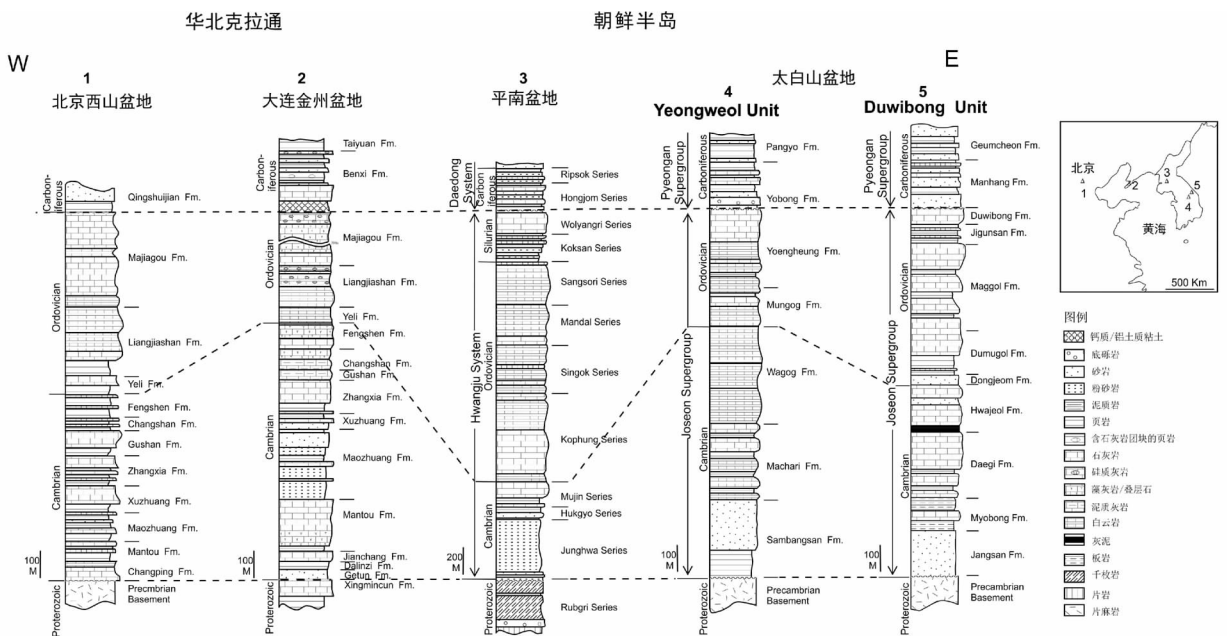 华北克拉通
朝鲜半岛
W
E
1
北京西山盆地
2
大连金州盆地
3
平南盆地
太白山盆地
4
Yeongweol Unit
5
Duwibong Unit
Carbon-
iferous
Ordovician
Cambrian
Proterozoic
Qingshuijian Fm.
Majiagou Fm.
Liangjiashan Fm.
Yeli Fm.
Fengshen Fm.
Changshan Fm.
Gushan Fm.
Zhangxia Fm.
Xuzhuang Fm.
Maozhuang Fm.
Mantou Fm.
Changping Fm.
Precmbrian
Basement
100
M
Carbon-
iferous
Ordovician
Cambrian
Proterozoic
Taiyuan Fm.
Benxi Fm.
Majiagou Fm.
Liangjiashan Fm.
Yeli Fm.
Fengshen Fm.
Changshan Fm.
Gushan Fm.
Zhangxia Fm.
Xuzhuang Fm.
Maozhuang Fm.
Mantou Fm.
Jianchang Fm.
Dalinzi Fm.
Getun Fm.
Xingmincun Fm.
100
M
Daedong
System
Hwangju System
Carbon
iferous
Silurian
Ordovician
Cambrian
Proterozoic
Ripsok Series
Hongjom Series
Wolyangri Series
Koksan Series
Sangsori Series
Mandal Series
Singok Series
Kophung Series
Mujin Series
Hukgyo Series
Junghwa Series
Rubgri Series
200
M
Pyeongan
Supergroup
Joseon Supergroup
Carboniferous
Ordovician
Cambrian
Proterozoic
Pangyo Fm.
Yobong Fm.
Yoengheung Fm.
Mungog Fm.
Wagog Fm.
Machari Fm.
Sambangsan Fm.
Precambrian
Basement
100
M
Pyeongan
Supergroup
Joseon Supergroup
Carboniferous
Ordovician
Cambrian
Proterozoic
Geumcheon Fm.
Manhang Fm.
Duwibong Fm.
Jigunsan Fm.
Maggol Fm.
Dumugol Fm.
Dongjeom Fm.
Hwajeol Fm.
Daegi Fm.
Myobong Fm.
Jangsan Fm.
Precambrian
Basement
100
M
北京
1
2
3
5
4
黄海
500 Km
图例
钙质/铝土质粘土
底砾岩
砂岩
粉砂岩
泥质岩
页岩
含石灰岩团块的页岩
石灰岩
硅质灰岩
藻灰岩/叠层石
泥质灰岩
白云岩
灰泥
板岩
千枚岩
片岩
片麻岩